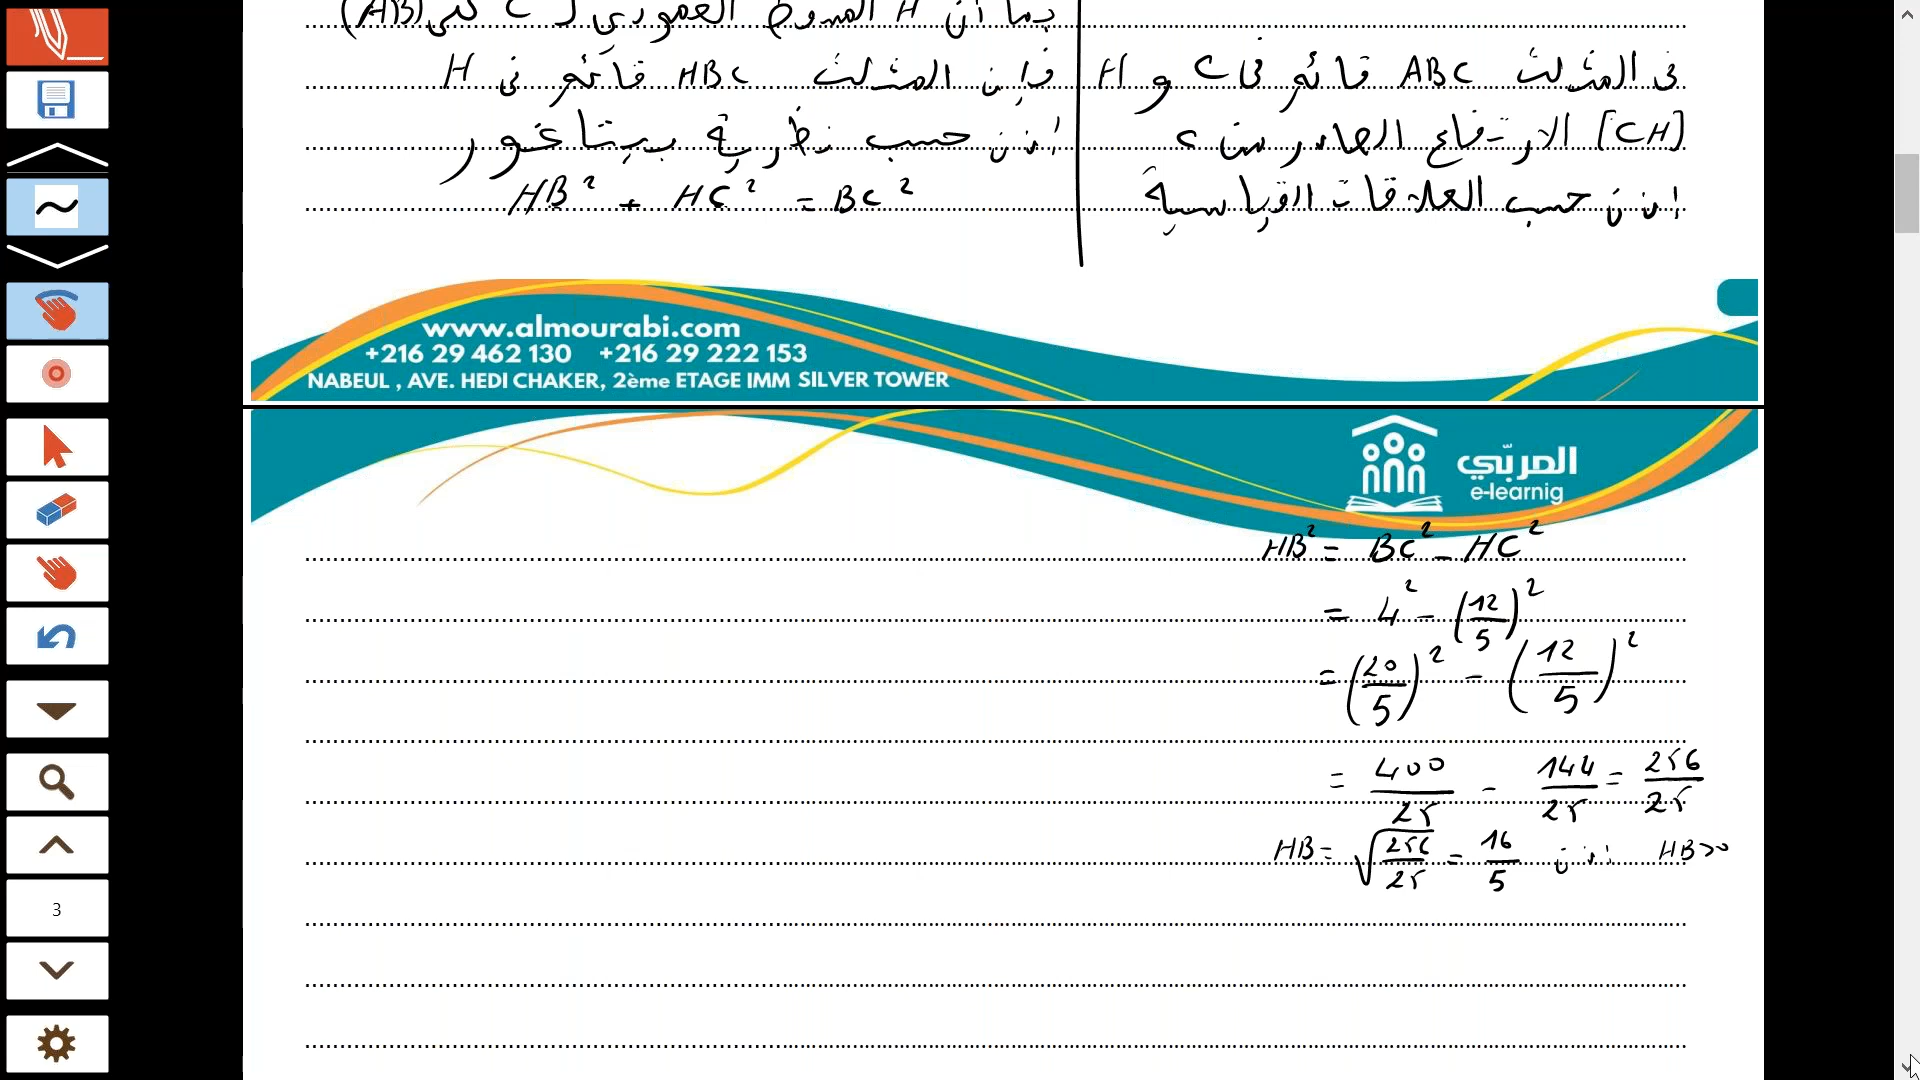 في المثلث ABC قائم في C و H
[CH] الارتفاع الصادر من C
اذن حسب العلاقات القياسية
بما أن H المسقط العمودي لـ C على (AB)
فإن المثلث HBC قائم في H
اذن حسب نظرية بيتاغور
HB² + HC² = BC²
www.almourabi.com
+216 29 462 130 +216 29 222 153
NABEUL , AVE. HEDI CHAKER, 2ème ETAGE IMM SILVER TOWER
المربّي
e-learnig
HB² = BC² - HC²
= 4² - (12/5)²
= (20/5)² - (12/5)²
= 400/25 - 144/25 = 256/25
HB = √(256/25) = 16/5 اذن HB>0
3